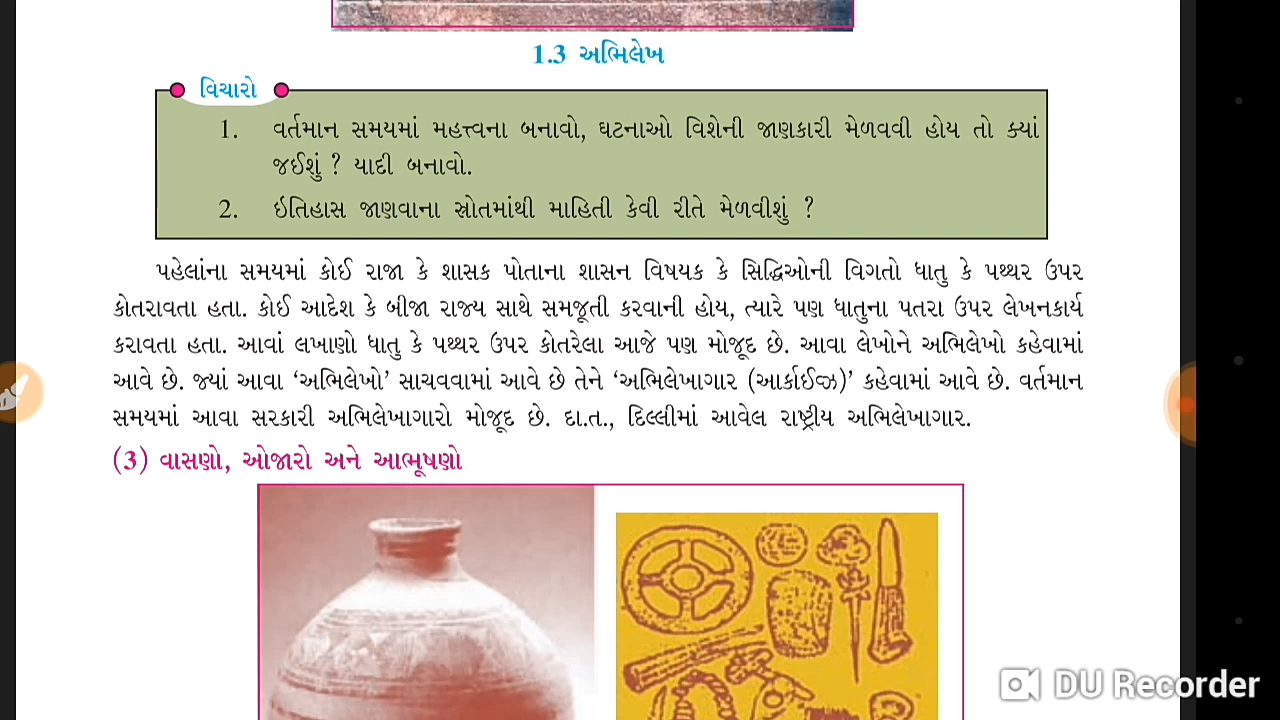 1.3 અભિલેખ
વિચારો
1. વર્તમાન સમયમાં મહત્ત્વના બનાવો, ઘટનાઓ વિશેની જાણકારી મેળવવી હોય તો ક્યાં
જઈશું ? યાદી બનાવો.
2. ઇતિહાસ જાણવાના સ્રોતમાંથી માહિતી કેવી રીતે મેળવીશું ?
પહેલાંના સમયમાં કોઈ રાજા કે શાસક પોતાના શાસન વિષયક કે સિદ્ધિઓની વિગતો ધાતુ કે પથ્થર ઉપર
કોતરાવતા હતા. કોઈ આદેશ કે બીજા રાજ્ય સાથે સમજૂતી કરવાની હોય, ત્યારે પણ ધાતુના પતરા ઉપર લેખનકાર્ય
કરાવતા હતા. આવાં લખાણો ધાતુ કે પથ્થર ઉપર કોતરેલા આજે પણ મોજૂદ છે. આવા લેખોને અભિલેખો કહેવામાં
આવે છે. જ્યાં આવા ‘અભિલેખો’ સાચવવામાં આવે છે તેને ‘અભિલેખાગાર (આર્કાઈવ્ઝ)’ કહેવામાં આવે છે. વર્તમાન
સમયમાં આવા સરકારી અભિલેખાગારો મોજૂદ છે. દા.ત., દિલ્લીમાં આવેલ રાષ્ટ્રીય અભિલેખાગાર.
(3) વાસણો, ઓજારો અને આભૂષણો
DU Recorder